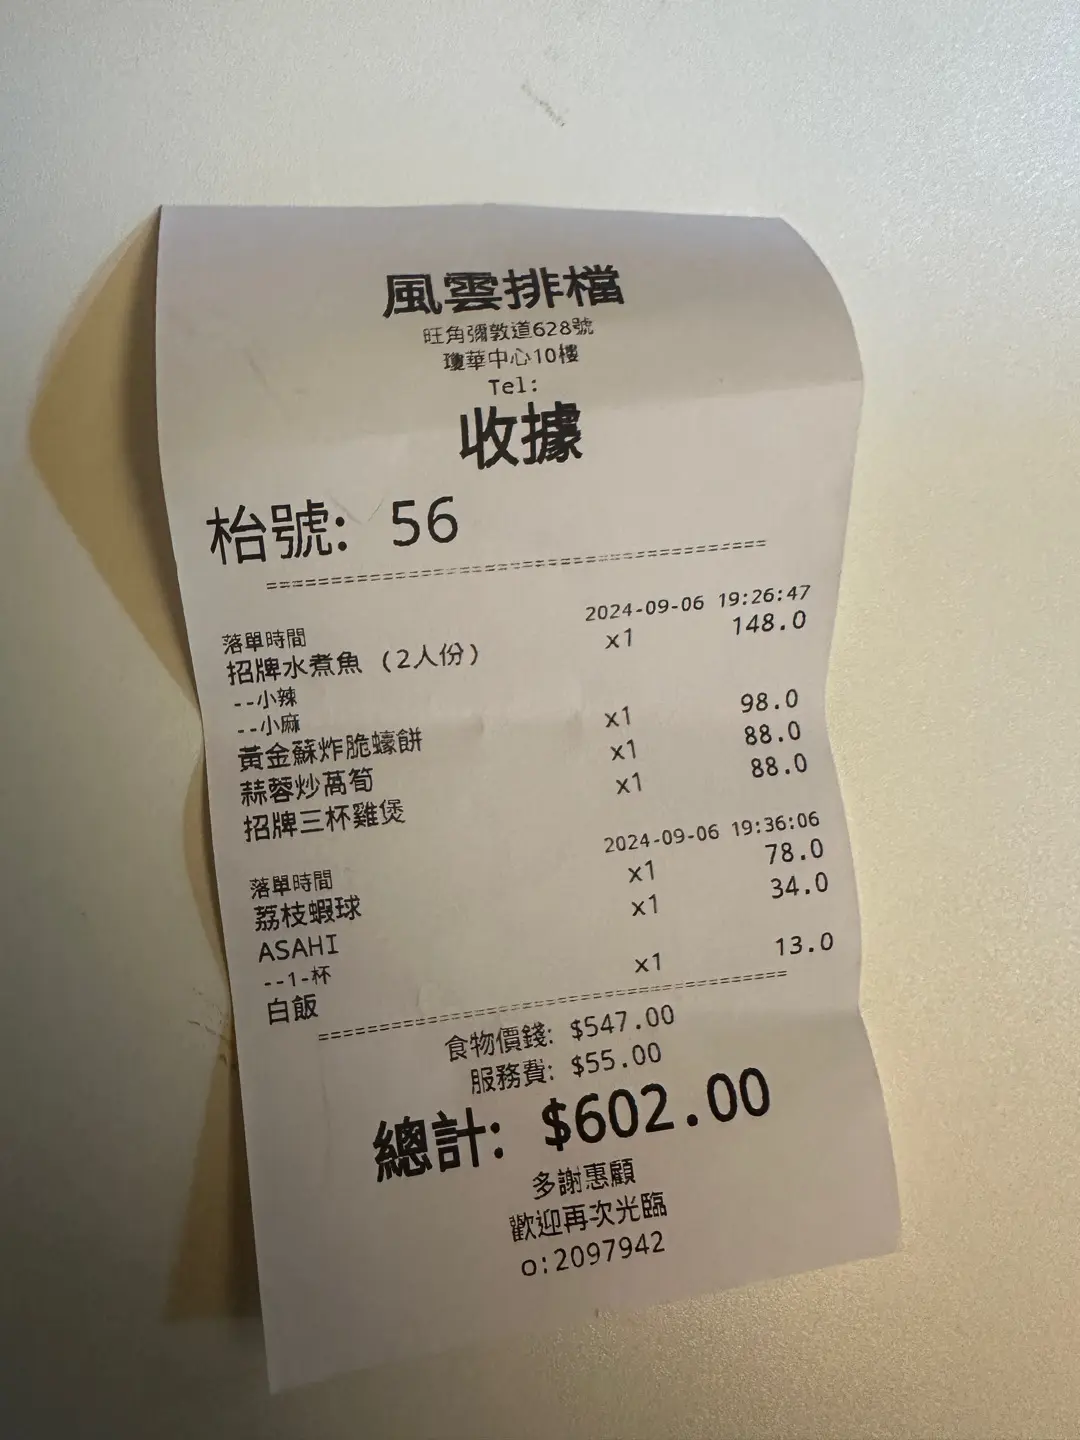 風雲排檔
旺角彌敦道628號
瓊華中心10樓
Tel:
收據
枱號: 56
==========================================
落單時間 2024-09-06 19:26:47
招牌水煮魚 (2人份) x1 148.0
--小辣
--小麻
黃金蘇炸脆蠔餅 x1 98.0
蒜蓉炒萵筍 x1 88.0
招牌三杯雞煲 x1 88.0
落單時間 2024-09-06 19:36:06
荔枝蝦球 x1 78.0
ASAHI x1 34.0
--1-杯
白飯 x1 13.0
==========================================
食物價錢: $547.00
服務費: $55.00
總計: $602.00
多謝惠顧
歡迎再次光臨
o:2097942